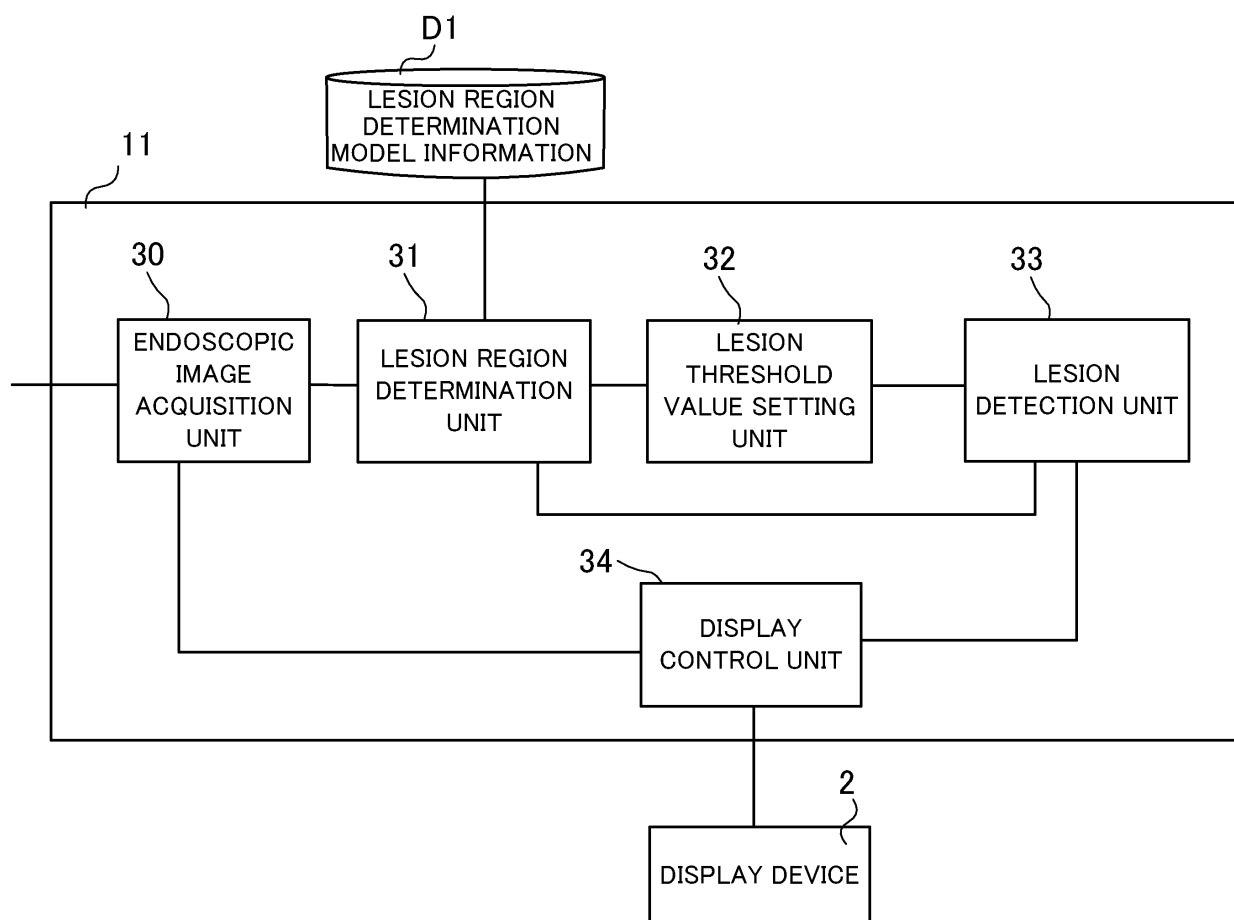 D1
LESION REGION
DETERMINATION
MODEL INFORMATION
11
30
31
32
33
ENDOSCOPIC
IMAGE
ACQUISITION
UNIT
LESION REGION
DETERMINATION
UNIT
LESION
THRESHOLD
VALUE SETTING
UNIT
LESION
DETECTION UNIT
34
DISPLAY
CONTROL UNIT
2
DISPLAY DEVICE